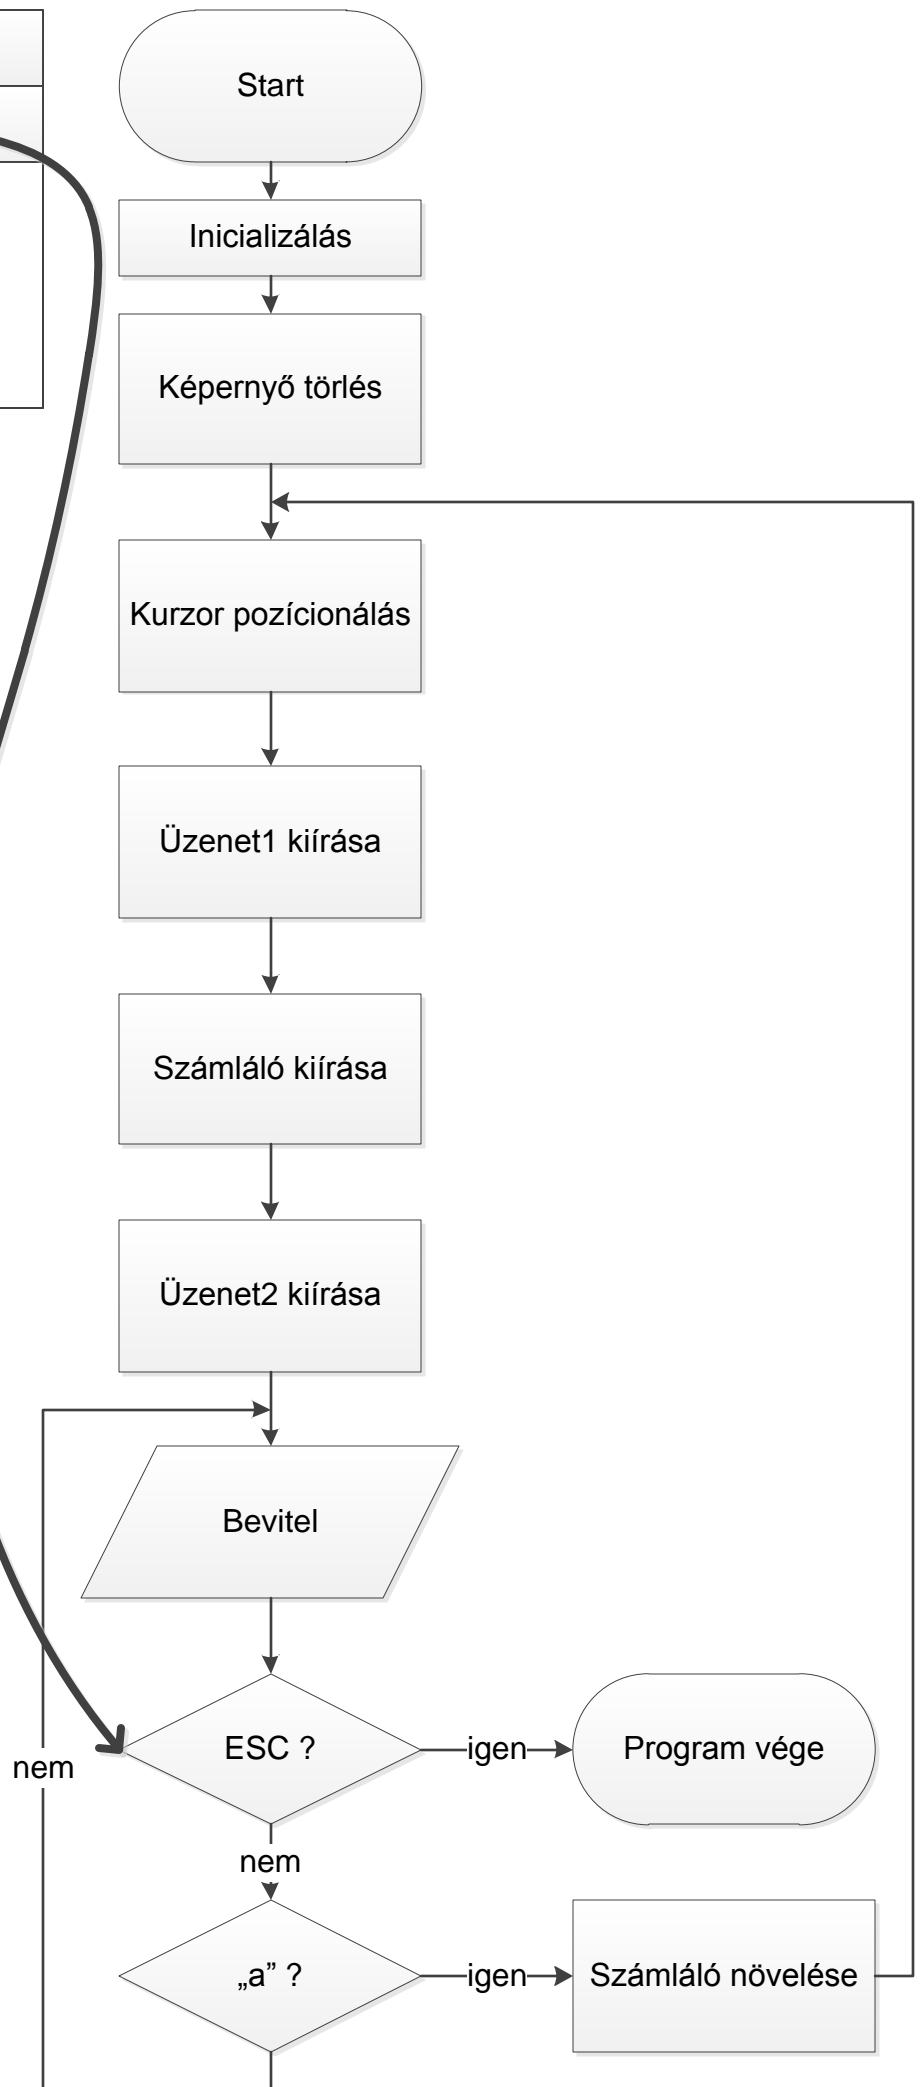 Start
Inicializálás
Képernyő törlés
Kurzor pozícionálás
Üzenet1 kiírása
Számláló kiírása
Üzenet2 kiírása
Bevitel
ESC ?
igen
Program vége
nem
nem
„a” ?
igen
Számláló növelése